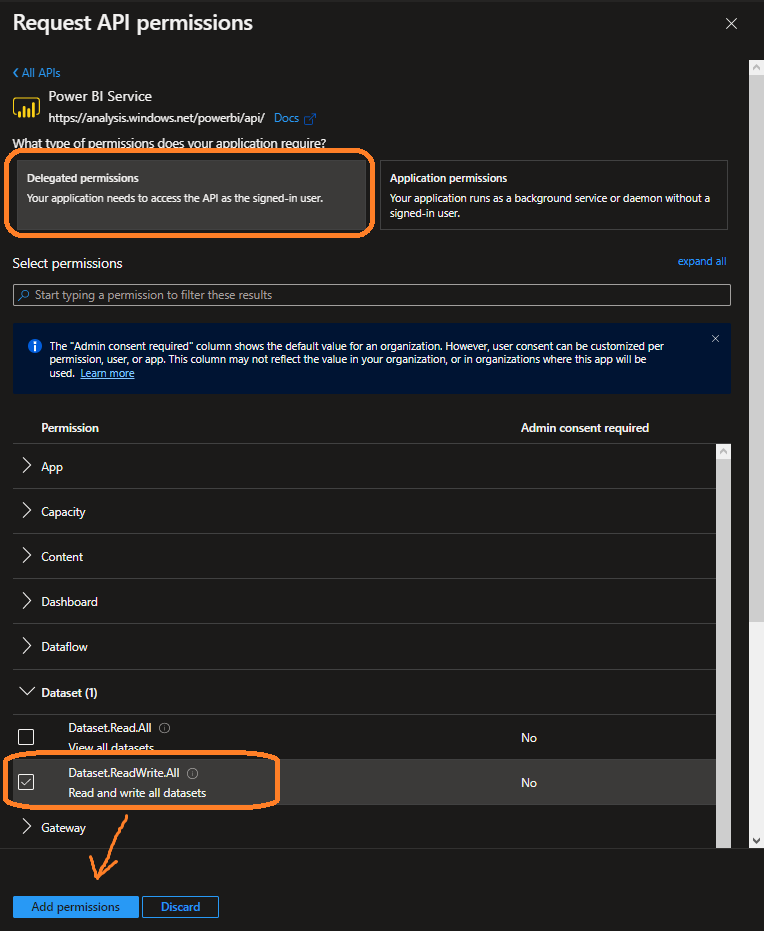 Request API permissions
All APIs
Power BI Service
https://analysis.windows.net/powerbi/api/ Docs
What type of permissions does your application require?
Delegated permissions
Your application needs to access the API as the signed-in user.
Application permissions
Your application runs as a background service or daemon without a
signed-in user.
Select permissions
expand all
Start typing a permission to filter these results
The "Admin consent required" column shows the default value for an organization. However, user consent can be customized per
permission, user, or app. This column may not reflect the value in your organization, or in organizations where this app will be
used. Learn more
Permission Admin consent required
App
Capacity
Content
Dashboard
Dataflow
Dataset (1)
Dataset.Read.All
View all datasets
No
Dataset.ReadWrite.All
Read and write all datasets
No
Gateway
Add permissions Discard